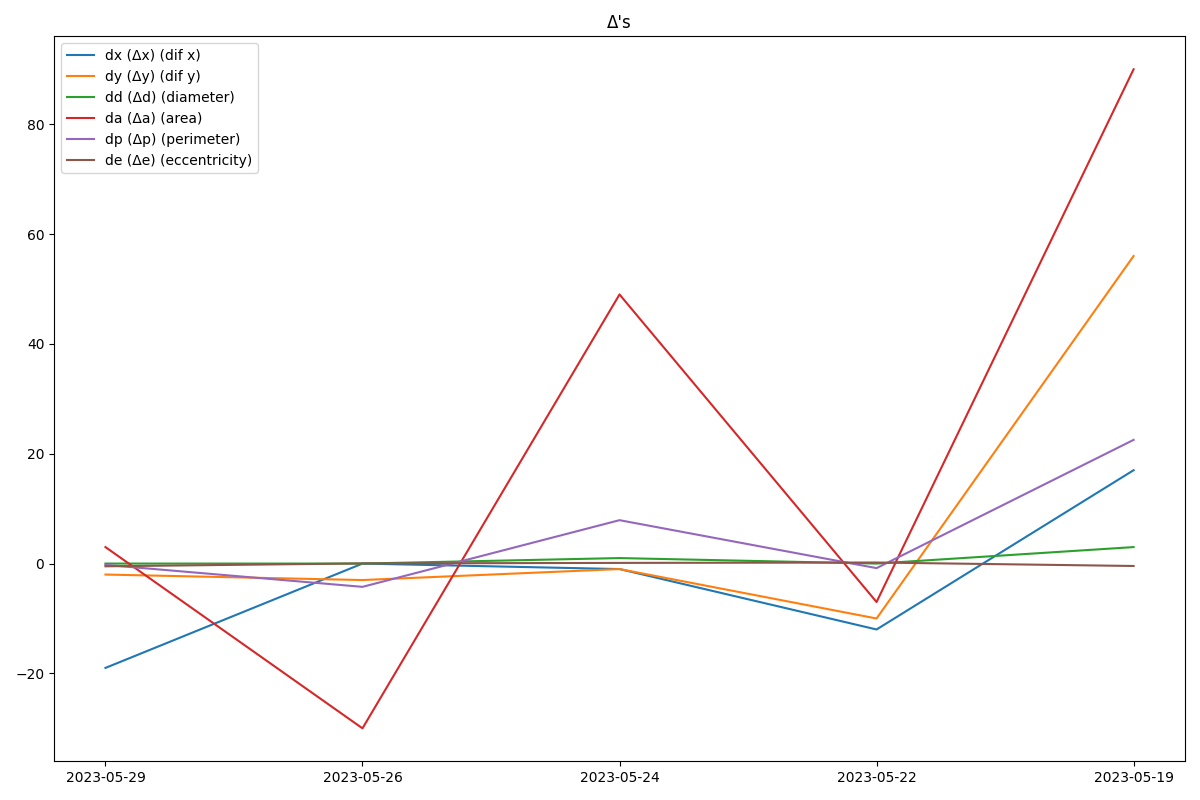 Δ's
dx (Δx) (dif x)
dy (Δy) (dif y)
dd (Δd) (diameter)
da (Δa) (area)
dp (Δp) (perimeter)
de (Δe) (eccentricity)
80
60
40
20
0
−20
2023-05-29 2023-05-26 2023-05-24 2023-05-22 2023-05-19